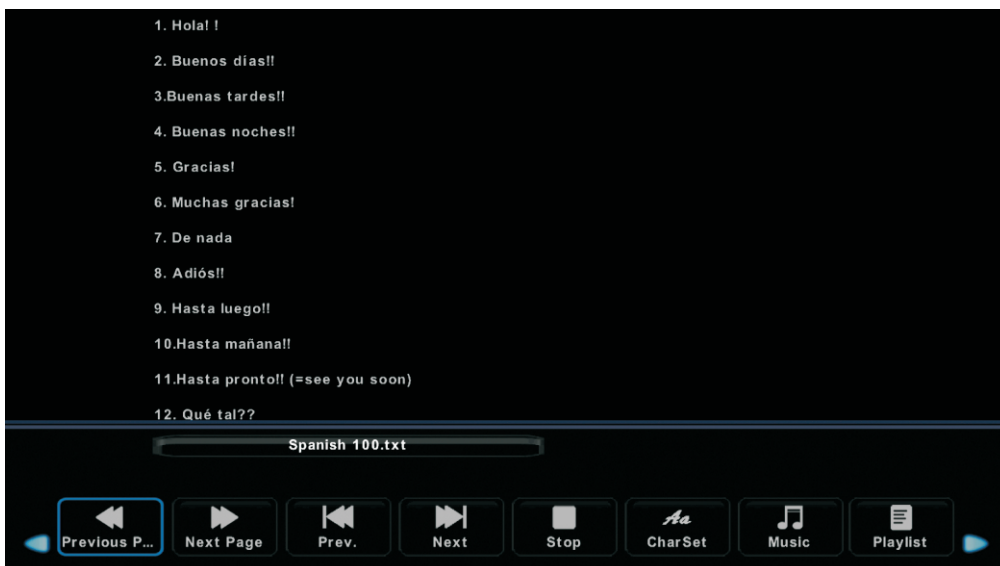 1. Hola! !
2. Buenos días!!
3.Buenas tardes!!
4. Buenas noches!!
5. Gracias!
6. Muchas gracias!
7. De nada
8. Adiós!!
9. Hasta luego!!
10.Hasta mañana!!
11.Hasta pronto!! (=see you soon)
12. Qué tal??
Spanish 100.txt
Previous P... Next Page Prev. Next Stop Aa CharSet Music Playlist